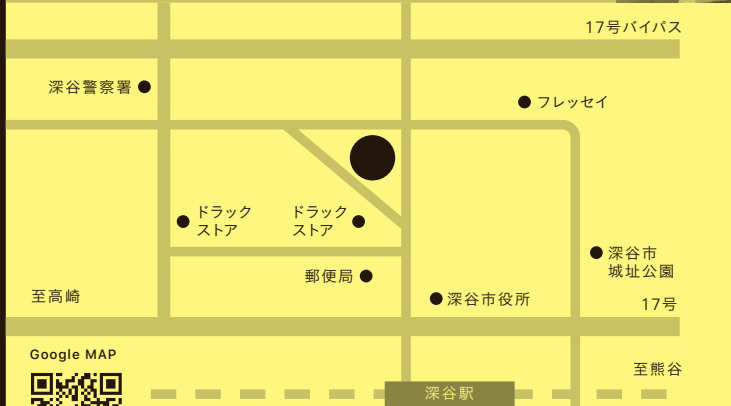 17号バイパス
深谷警察署
フレッセイ
ドラック
ストア
ドラック
ストア
深谷市
城址公園
郵便局
至高崎
深谷市役所
17号
Google MAP
至熊谷
深谷駅